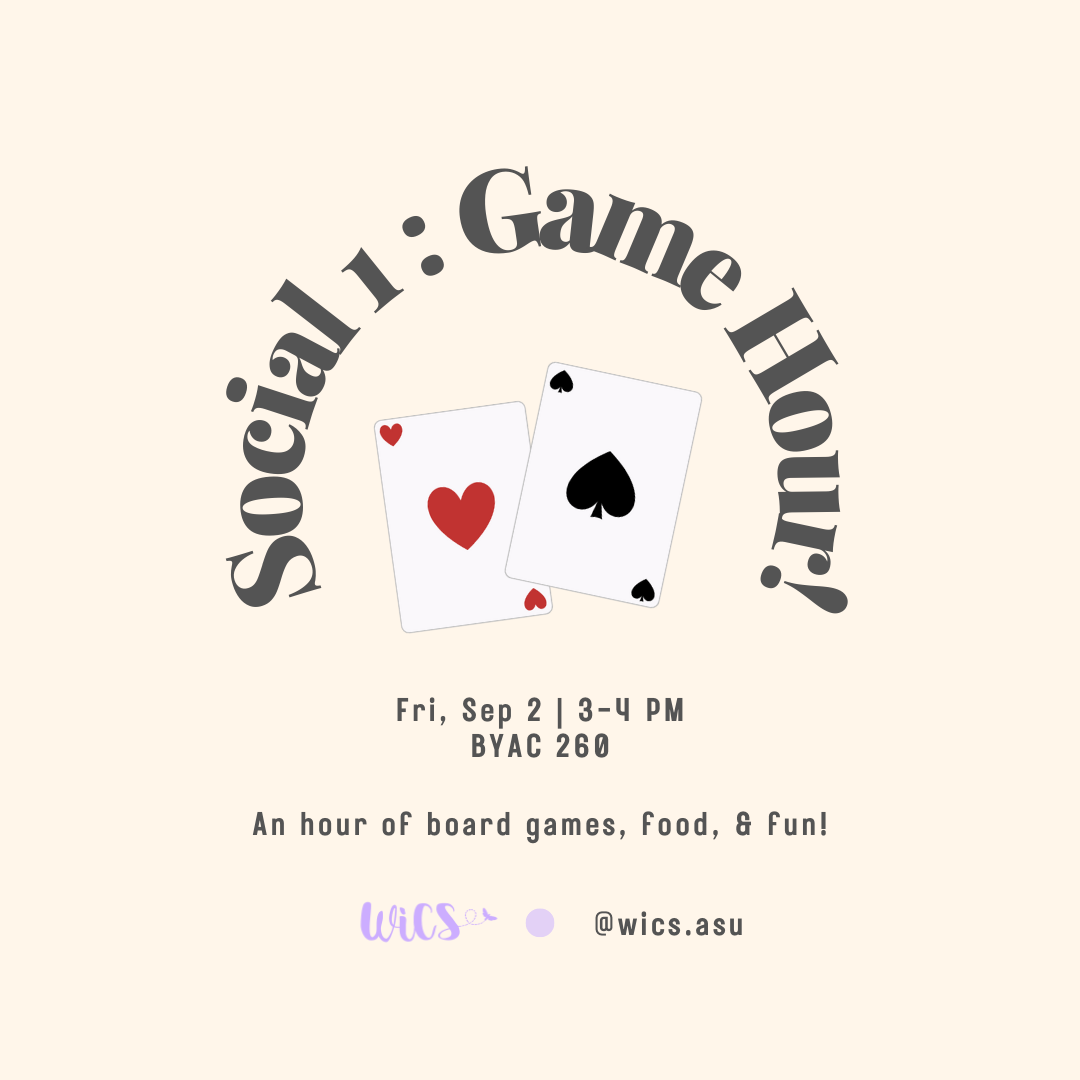 Social 1 : Game Hour!
Fri, Sep 2 | 3-4 PM
BYAC 260
An hour of board games, food, & fun!
WiCS
@wics.asu